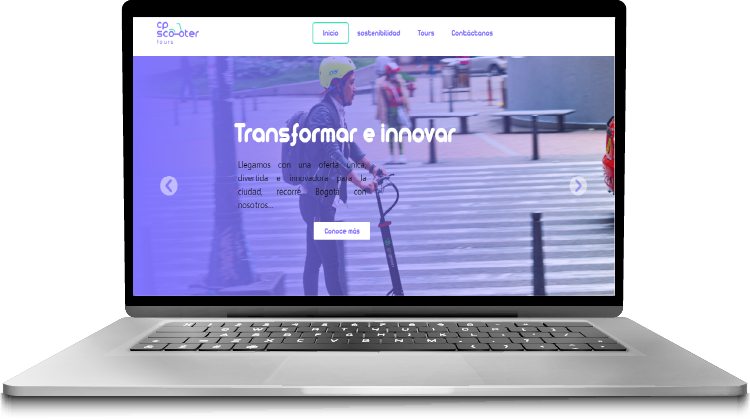 cp
scooter
tours
Inicio sostenibilidad Tours Contáctanos
Transformar e innovar
Llegamos con una oferta única,
divertida e innovadora para la
ciudad, recorre Bogotá con
nosotros...
Conoce más